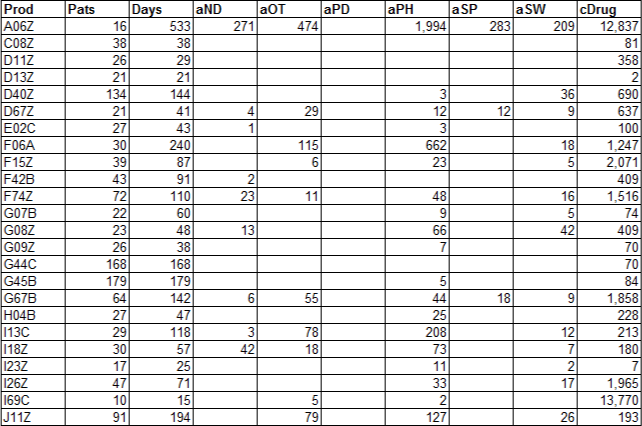 Prod Pats Days aND aOT aPD aPH aSP aSW cDrug
A06Z 16 533 271 474 1,994 283 209 12,837
C08Z 38 38 81
D11Z 26 29 358
D13Z 21 21 2
D40Z 134 144 3 36 690
D67Z 21 41 4 29 12 12 9 637
E02C 27 43 1 3 100
F06A 30 240 115 662 18 1,247
F15Z 39 87 6 23 5 2,071
F42B 43 91 2 409
F74Z 72 110 23 11 48 16 1,516
G07B 22 60 9 5 74
G08Z 23 48 13 66 42 409
G09Z 26 38 7 70
G44C 168 168 70
G45B 179 179 5 84
G67B 64 142 6 55 44 18 9 1,858
H04B 27 47 25 228
I13C 29 118 3 78 208 12 213
I18Z 30 57 42 18 73 7 180
I23Z 17 25 11 2 7
I26Z 47 71 33 17 1,965
I69C 10 15 5 2 13,770
J11Z 91 194 79 127 26 193